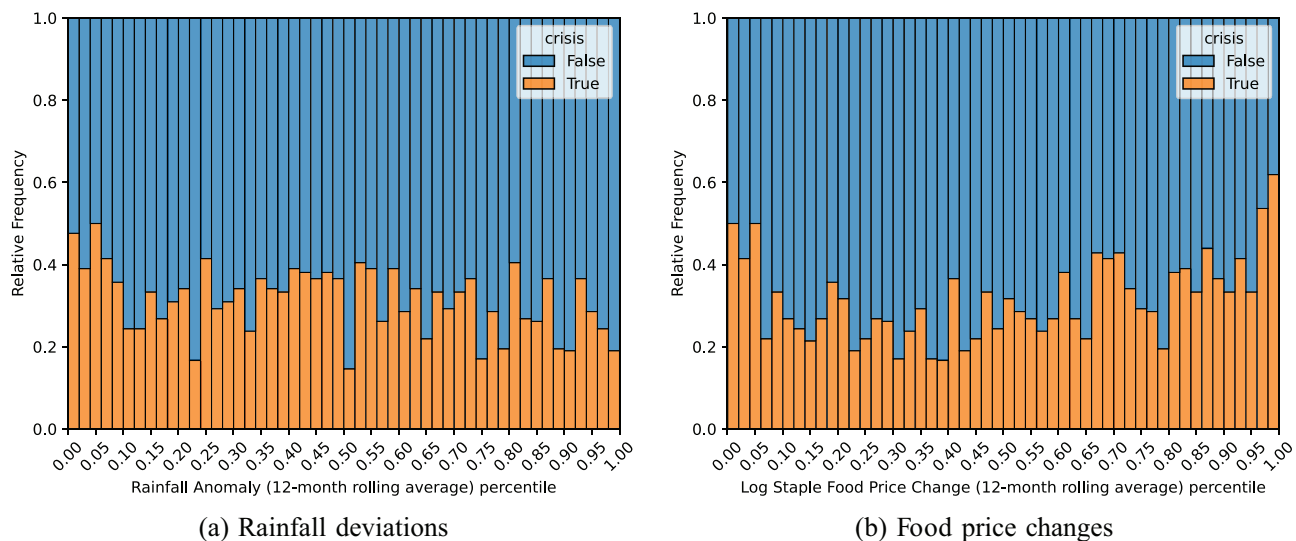 crisis
False
True
Relative Frequency
1.0
0.8
0.6
0.4
0.2
0.0
0.00 0.05 0.10 0.15 0.20 0.25 0.30 0.35 0.40 0.45 0.50 0.55 0.60 0.65 0.70 0.75 0.80 0.85 0.90 0.95 1.00
Rainfall Anomaly (12-month rolling average) percentile
(a) Rainfall deviations
crisis
False
True
Relative Frequency
1.0
0.8
0.6
0.4
0.2
0.0
0.00 0.05 0.10 0.15 0.20 0.25 0.30 0.35 0.40 0.45 0.50 0.55 0.60 0.65 0.70 0.75 0.80 0.85 0.90 0.95 1.00
Log Staple Food Price Change (12-month rolling average) percentile
(b) Food price changes